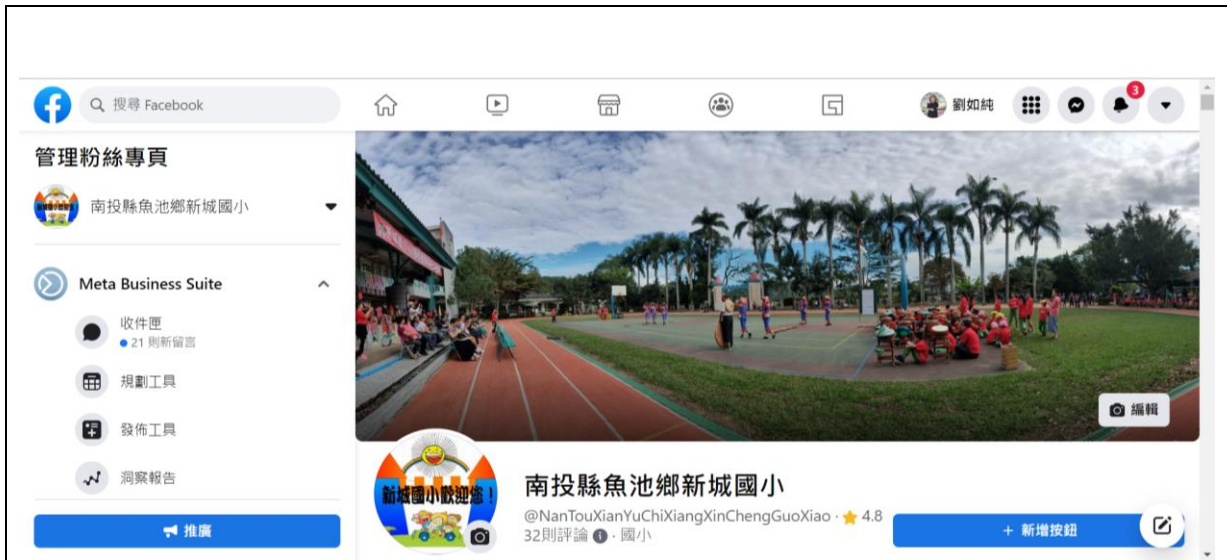 搜尋 Facebook
劉如純
3
管理粉絲專頁
南投縣魚池鄉新城國小
Meta Business Suite
收件匣
21 則新留言
規劃工具
發佈工具
洞察報告
推廣
編輯
新城國小歡迎您！
南投縣魚池鄉新城國小
@NanTouXianYuChiXiangXinChengGuoXiao · 4.8
32則評論 · 國小
+ 新增按鈕